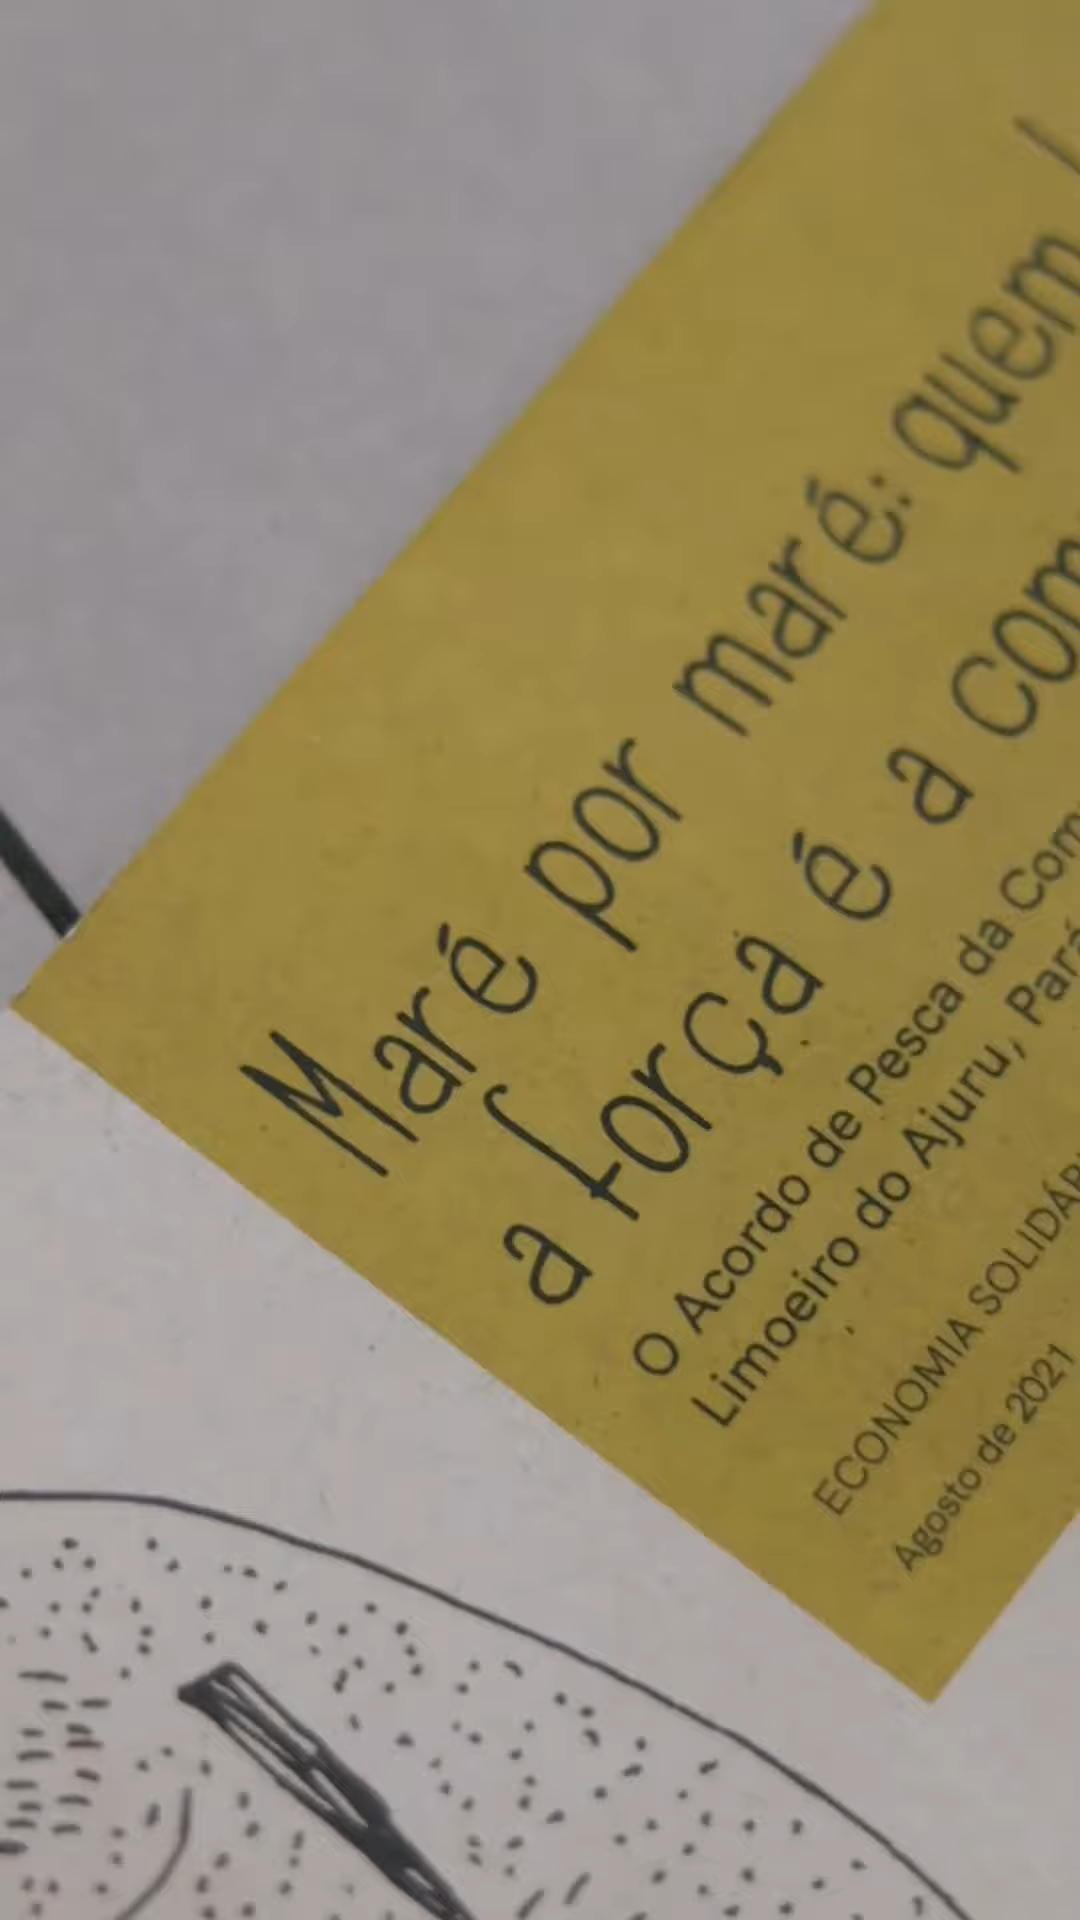 Maré por maré: quem
a força é a com
O Acordo de Pesca da Com
Limoeiro do Ajuru, Pará
ECONOMIA SOLIDÁR
Agosto de 2021